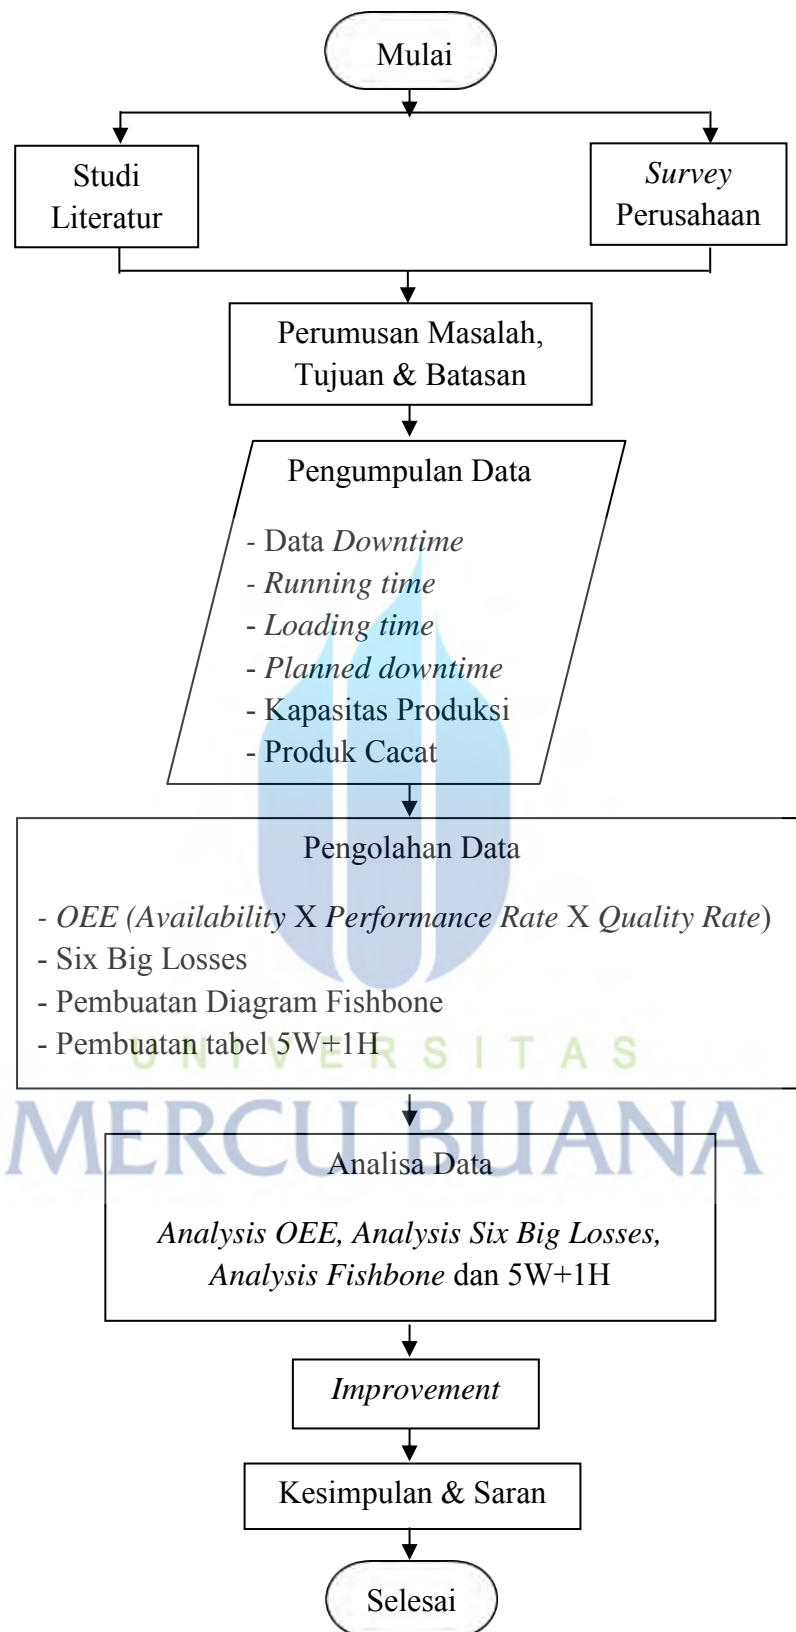 Mulai
Studi
Literatur
Survey
Perusahaan
Perumusan Masalah,
Tujuan & Batasan
Pengumpulan Data
- Data Downtime
- Running time
- Loading time
- Planned downtime
- Kapasitas Produksi
- Produk Cacat
Pengolahan Data
- OEE (Availability X Performance Rate X Quality Rate)
- Six Big Losses
- Pembuatan Diagram Fishbone
- Pembuatan tabel 5W+1H
UNIVERSITAS
MERCU BUANA
Analisa Data
Analysis OEE, Analysis Six Big Losses,
Analysis Fishbone dan 5W+1H
Improvement
Kesimpulan & Saran
Selesai